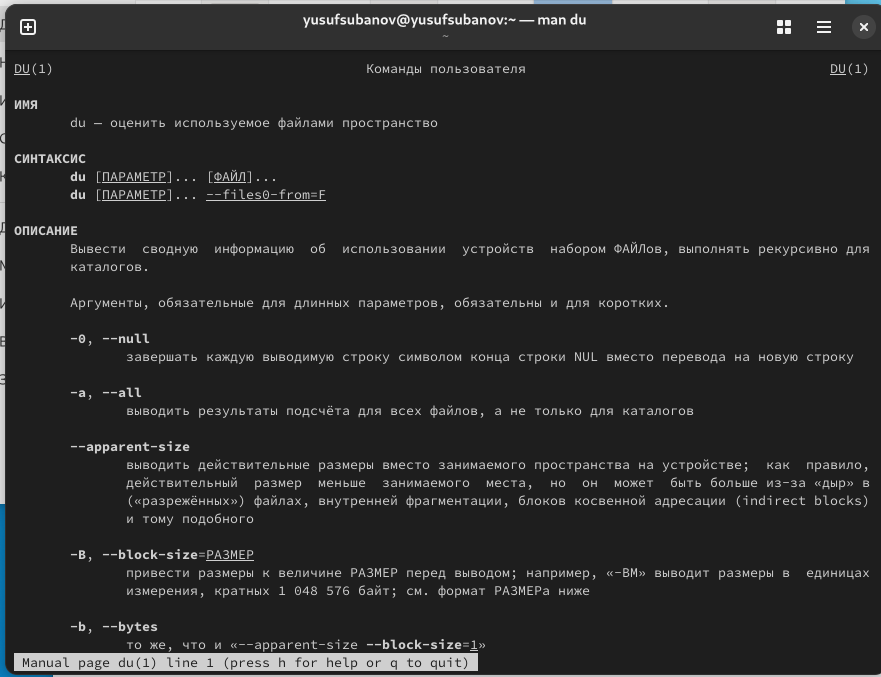 yusufsubanov@yusufsubanov:~ — man du
~
DU(1) Команды пользователя DU(1)
ИМЯ
du — оценить используемое файлами пространство
СИНТАКСИС
du [ПАРАМЕТР]... [ФАЙЛ]...
du [ПАРАМЕТР]... --files0-from=F
ОПИСАНИЕ
Вывести сводную информацию об использовании устройств набором ФАЙЛов, выполнять рекурсивно для
каталогов.
Аргументы, обязательные для длинных параметров, обязательны и для коротких.
-0, --null
завершать каждую выводимую строку символом конца строки NUL вместо перевода на новую строку
-a, --all
выводить результаты подсчёта для всех файлов, а не только для каталогов
--apparent-size
выводить действительные размеры вместо занимаемого пространства на устройстве; как правило,
действительный размер меньше занимаемого места, но он может быть больше из-за «дыр» в
(«разрежённых») файлах, внутренней фрагментации, блоков косвенной адресации (indirect blocks)
и тому подобного
-B, --block-size=РАЗМЕР
привести размеры к величине РАЗМЕР перед выводом; например, «-BM» выводит размеры в единицах
измерения, кратных 1 048 576 байт; см. формат РАЗМЕРа ниже
-b, --bytes
то же, что и «--apparent-size --block-size=1»
Manual page du(1) line 1 (press h for help or q to quit)